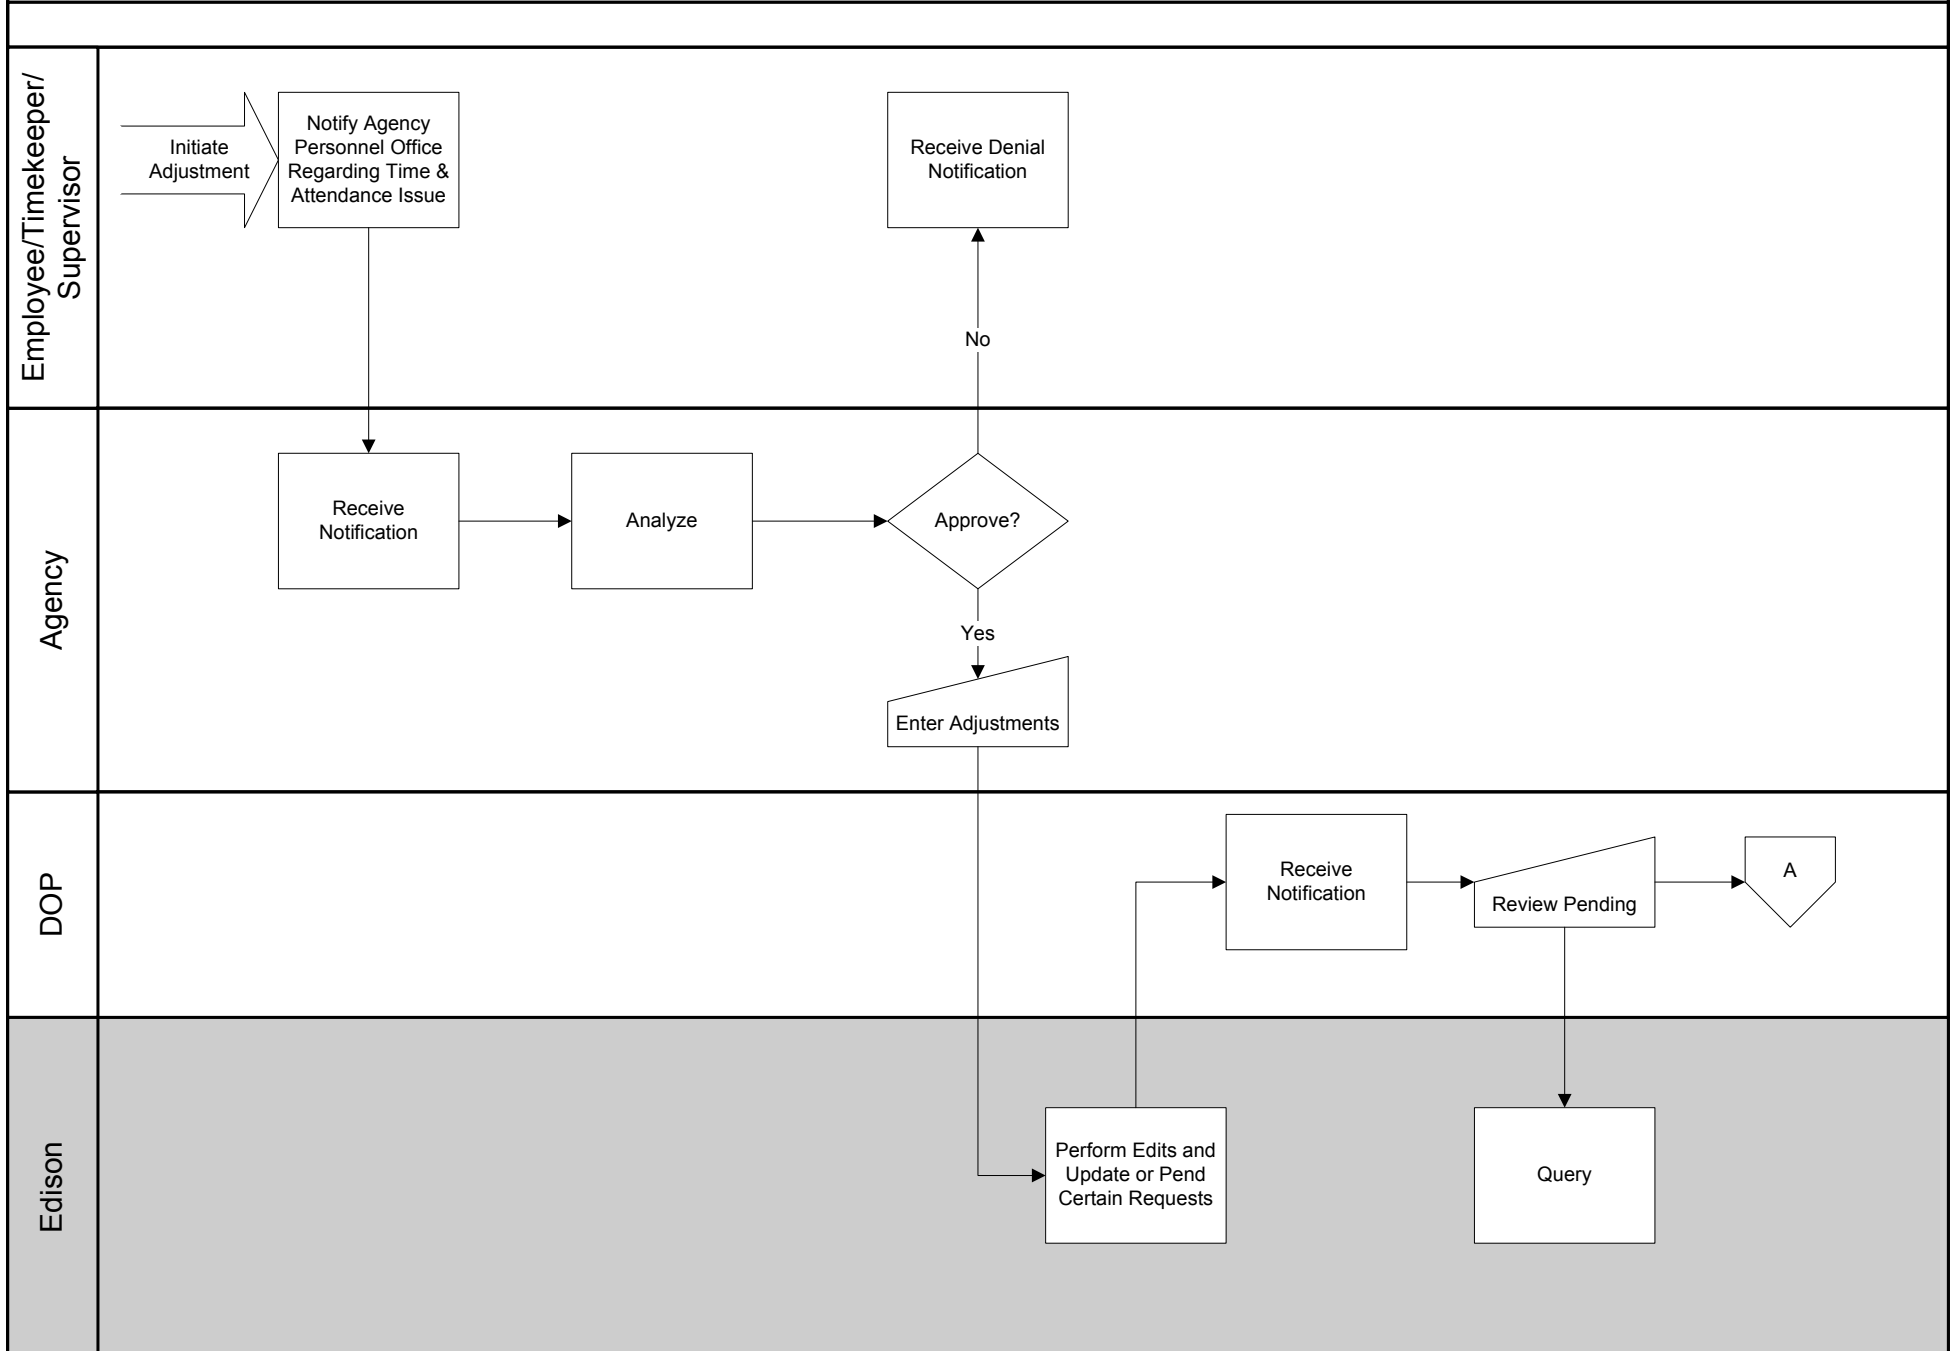 Employee/Timekeeper/
Supervisor
Initiate
Adjustment
Notify Agency
Personnel Office
Regarding Time &
Attendance Issue
Receive Denial
Notification
No
Agency
Receive
Notification
Analyze
Approve?
Yes
Enter Adjustments
DOP
Receive
Notification
Review Pending
A
Edison
Perform Edits and
Update or Pend
Certain Requests
Query